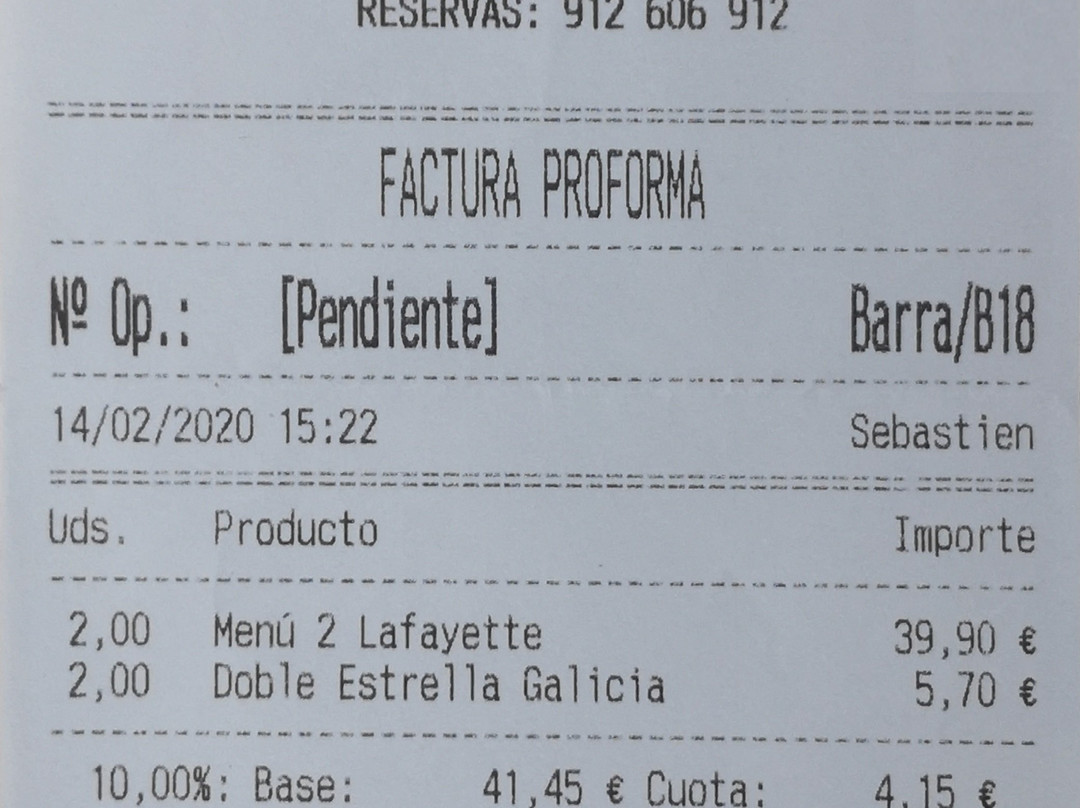 RESERVAS: 912 606 912
FACTURA PROFORMA
Nº Op.: [Pendiente] Barra/B18
14/02/2020 15:22 Sebastien
Uds. Producto Importe
2,00 Menú 2 Lafayette 39,90 €
2,00 Doble Estrella Galicia 5,70 €
10,00%: Base: 41,45 € Cuota: 4,15 €